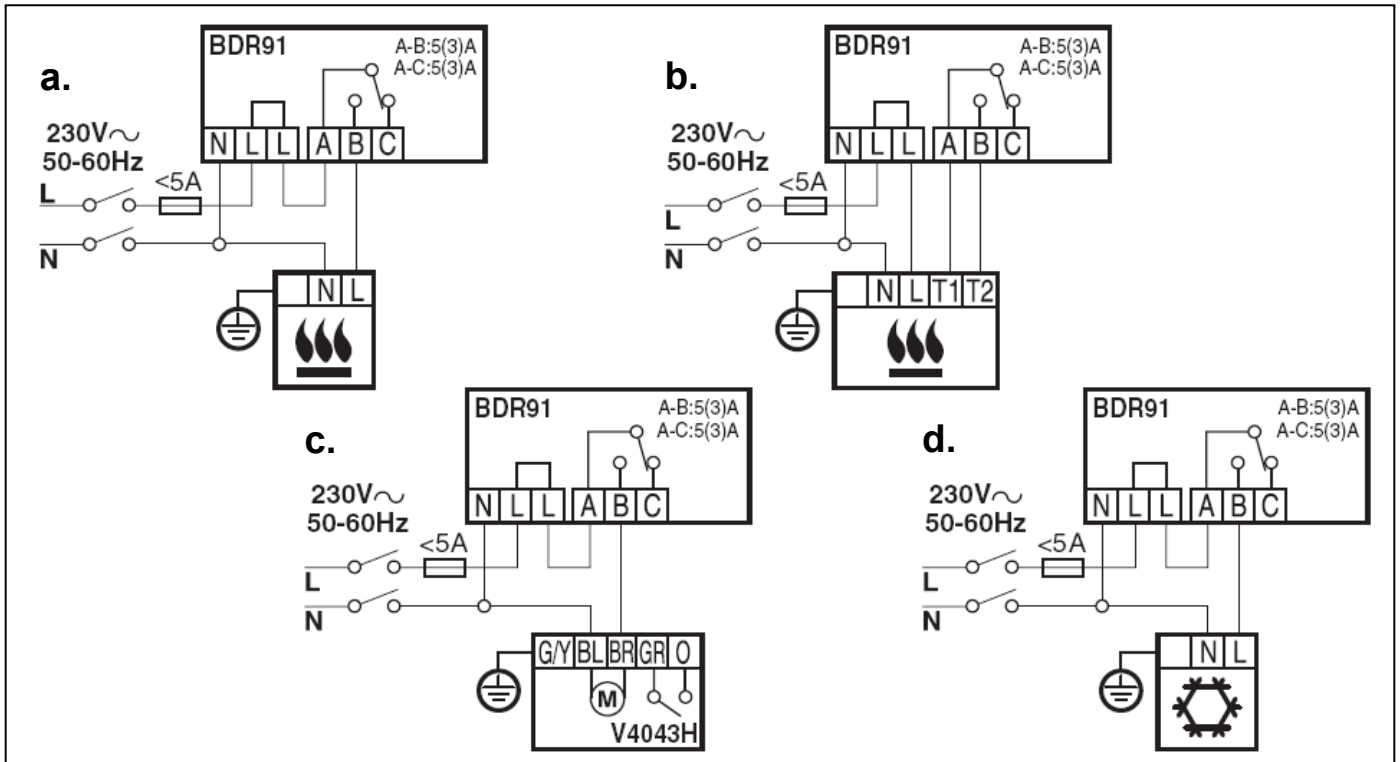 a.
BDR91
A-B:5(3)A
A-C:5(3)A
230V~
50-60Hz
N L L A B C
<5A
L
N
N L
b.
BDR91
A-B:5(3)A
A-C:5(3)A
230V~
50-60Hz
N L L A B C
<5A
L
N
N L T1 T2
c.
BDR91
A-B:5(3)A
A-C:5(3)A
230V~
50-60Hz
N L L A B C
<5A
L
N
G/Y BL BR GR O
M
V4043H
d.
BDR91
A-B:5(3)A
A-C:5(3)A
230V~
50-60Hz
N L L A B C
<5A
L
N
N L